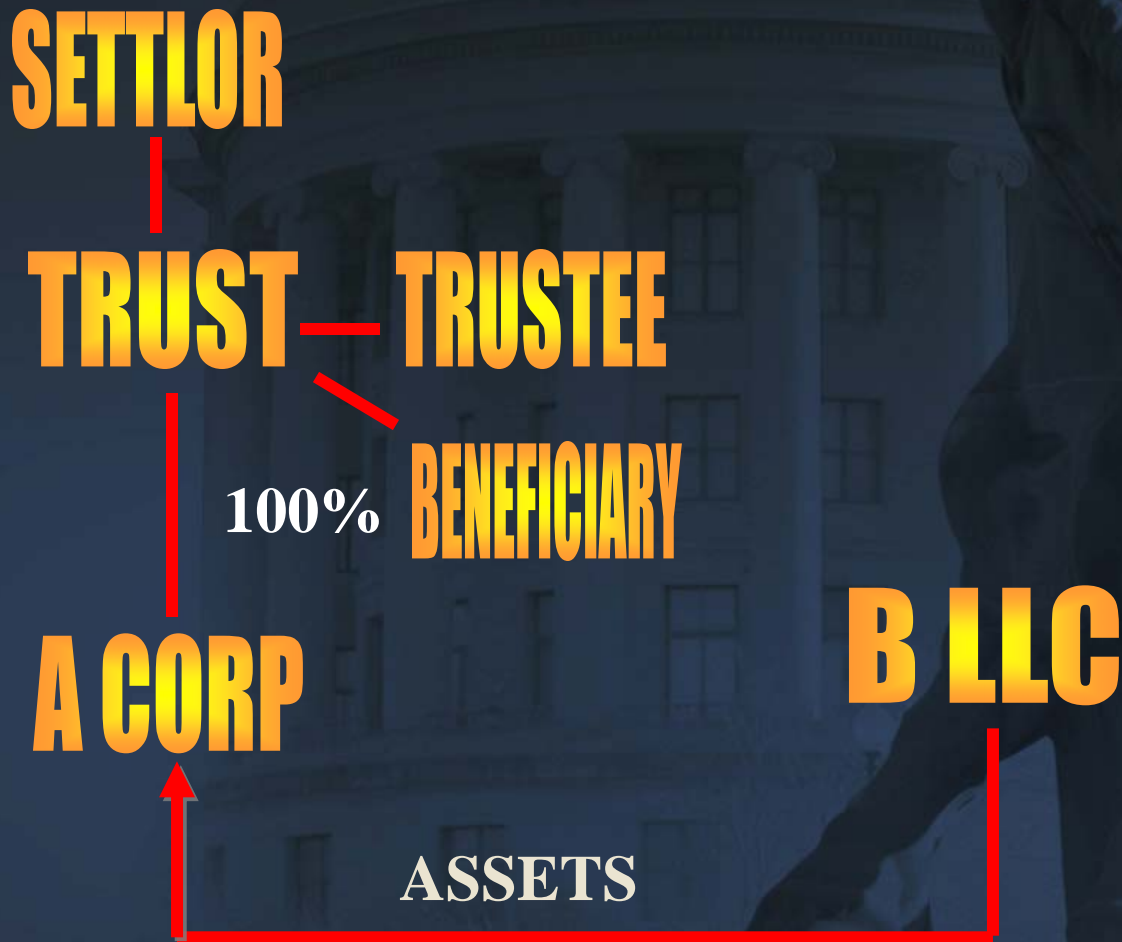 SETTLOR
TRUST
TRUSTEE
BENEFICIARY
100%
A CORP
B LLC
ASSETS